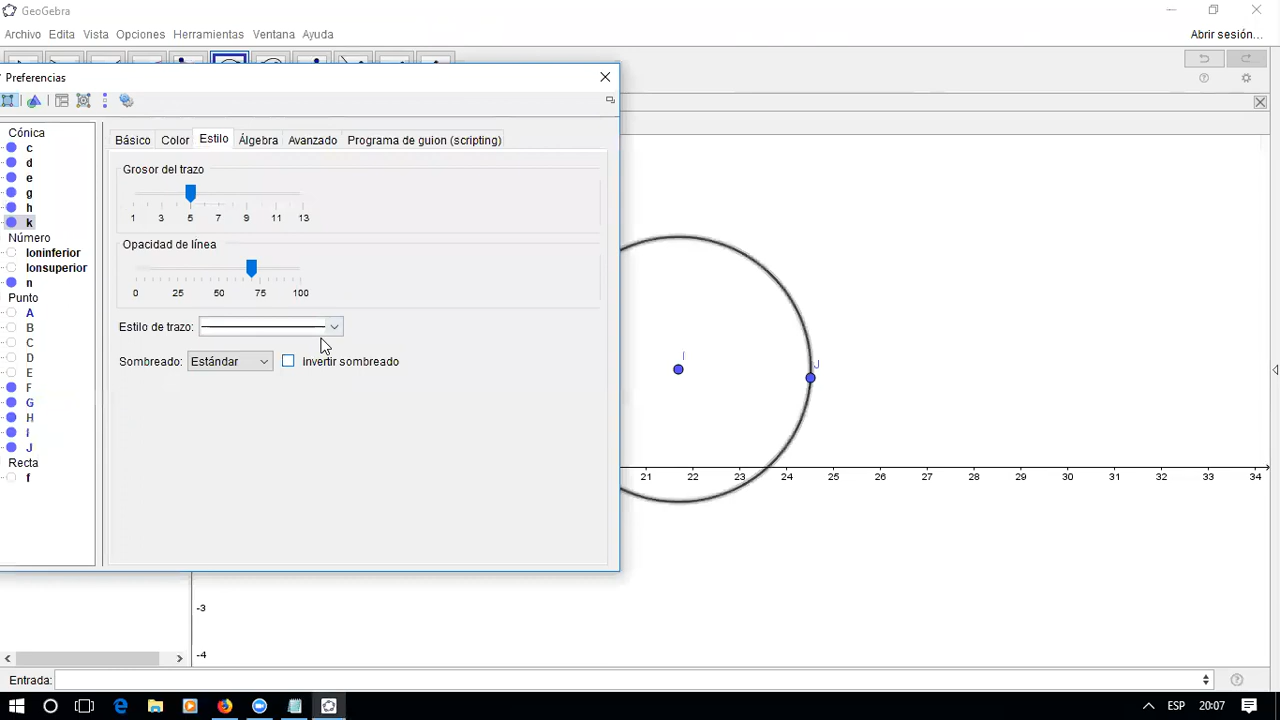 GeoGebra
Archivo Edita Vista Opciones Herramientas Ventana Ayuda
Abrir sesión...
Preferencias
Cónica
c
d
e
g
h
k
Número
loninferior
lonsuperior
n
Punto
A
B
C
D
E
F
G
H
I
J
Recta
f
Básico Color Estilo Álgebra Avanzado Programa de guion (scripting)
Grosor del trazo
1 3 5 7 9 11 13
Opacidad de línea
0 25 50 75 100
Estilo de trazo:
Sombreado: Estándar Invertir sombreado
I
J
21 22 23 24 25 26 27 28 29 30 31 32 33 34
-3
-4
Entrada:
ESP 20:07